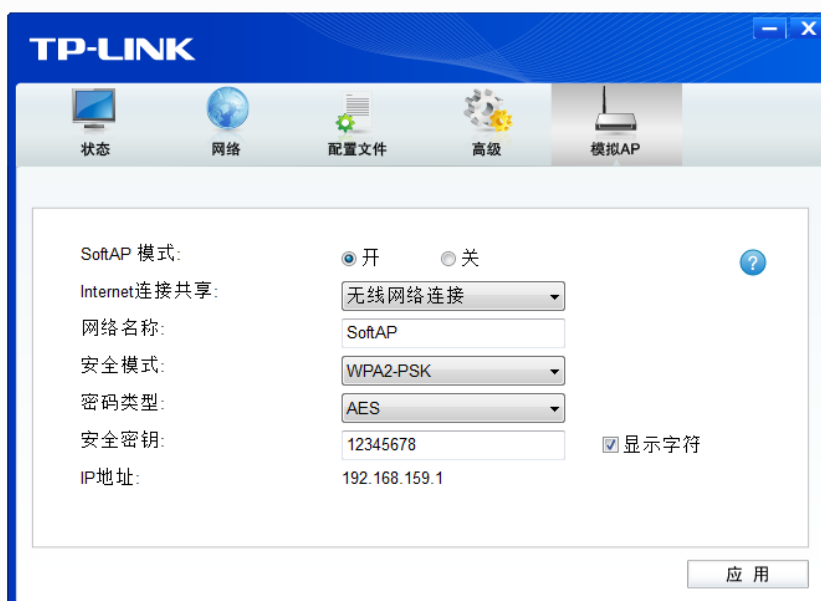 TP-LINK
状态 网络 配置文件 高级 模拟AP
SoftAP 模式: 开 关
?
Internet连接共享: 无线网络连接
网络名称: SoftAP
安全模式: WPA2-PSK
密码类型: AES
安全密钥: 12345678 显示字符
IP地址: 192.168.159.1
应 用